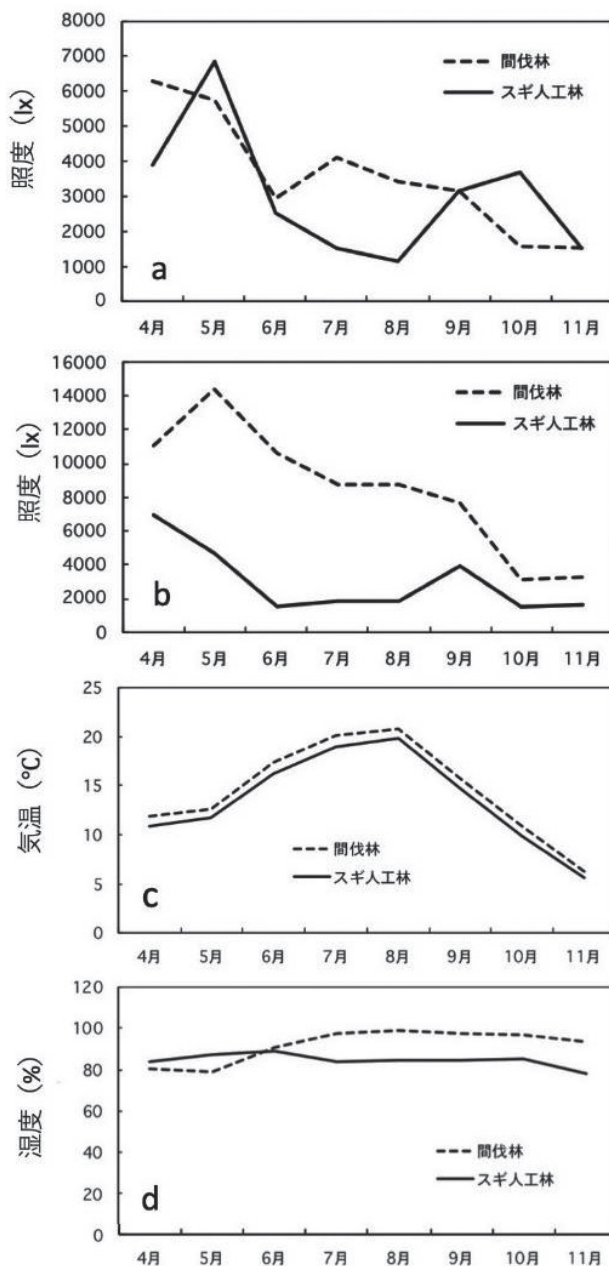 照度 (lx)
8000
7000
6000
5000
4000
3000
2000
1000
0
間伐林
スギ人工林
a
4月 5月 6月 7月 8月 9月 10月 11月
照度 (lx)
16000
14000
12000
10000
8000
6000
4000
2000
0
間伐林
スギ人工林
b
4月 5月 6月 7月 8月 9月 10月 11月
気温 (°C)
25
20
15
10
5
0
間伐林
スギ人工林
c
4月 5月 6月 7月 8月 9月 10月 11月
湿度 (%)
120
100
80
60
40
20
0
間伐林
スギ人工林
d
4月 5月 6月 7月 8月 9月 10月 11月